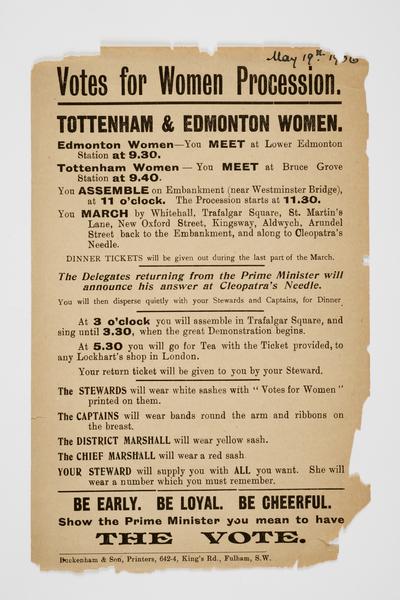 May 19th 1906
Votes for Women Procession.
TOTTENHAM & EDMONTON WOMEN.
Edmonton Women—You MEET at Lower Edmonton
Station at 9.30.
Tottenham Women — You MEET at Bruce Grove
Station at 9.40.
You ASSEMBLE on Embankment (near Westminster Bridge),
at 11 o'clock. The Procession starts at 11.30.
You MARCH by Whitehall, Trafalgar Square, St. Martin's
Lane, New Oxford Street, Kingsway, Aldwych, Arundel
Street back to the Embankment, and along to Cleopatra's
Needle.
DINNER TICKETS will be given out during the last part of the March.
The Delegates returning from the Prime Minister will
announce his answer at Cleopatra's Needle.
You will then disperse quietly with your Stewards and Captains, for Dinner
At 3 o'clock you will assemble in Trafalgar Square, and
sing until 3.30, when the great Demonstration begins.
At 5.30 you will go for Tea with the Ticket provided, to
any Lockhart's shop in London.
Your return ticket will be given to you by your Steward.
The STEWARDS will wear white sashes with "Votes for Women"
printed on them.
The CAPTAINS will wear bands round the arm and ribbons on
the breast.
The DISTRICT MARSHALL will wear yellow sash.
The CHIEF MARSHALL will wear a red sash
YOUR STEWARD will supply you with ALL you want. She will
wear a number which you must remember.
BE EARLY. BE LOYAL. BE CHEERFUL.
Show the Prime Minister you mean to have
THE VOTE.
Buckenham & Son, Printers, 642-4, King's Rd., Fulham, S.W.